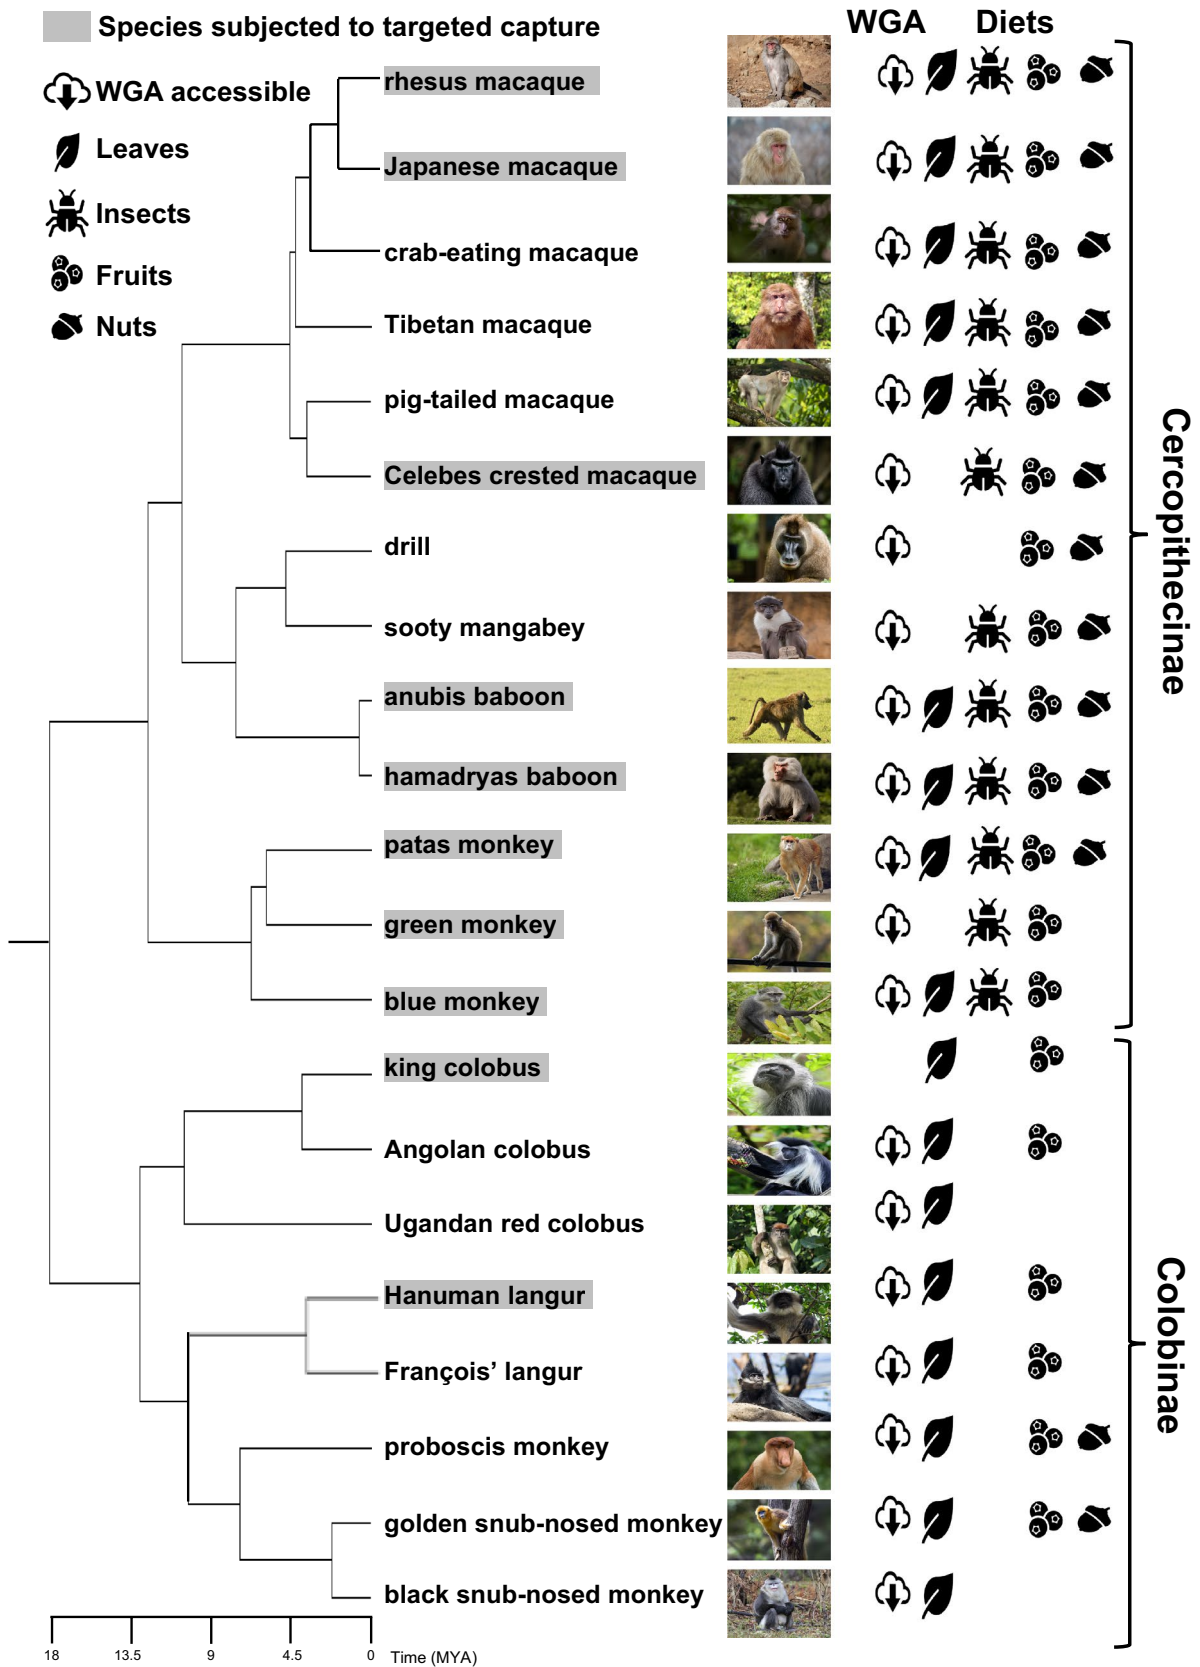 Species subjected to targeted capture
WGA Diets
WGA accessible
Leaves
Insects
Fruits
Nuts
rhesus macaque
Japanese macaque
crab-eating macaque
Tibetan macaque
pig-tailed macaque
Celebes crested macaque
drill
sooty mangabey
anubis baboon
hamadryas baboon
patas monkey
green monkey
blue monkey
Cercopithecinae
king colobus
Angolan colobus
Ugandan red colobus
Hanuman langur
François’ langur
proboscis monkey
golden snub-nosed monkey
black snub-nosed monkey
Colobinae
18 13.5 9 4.5 0 Time (MYA)